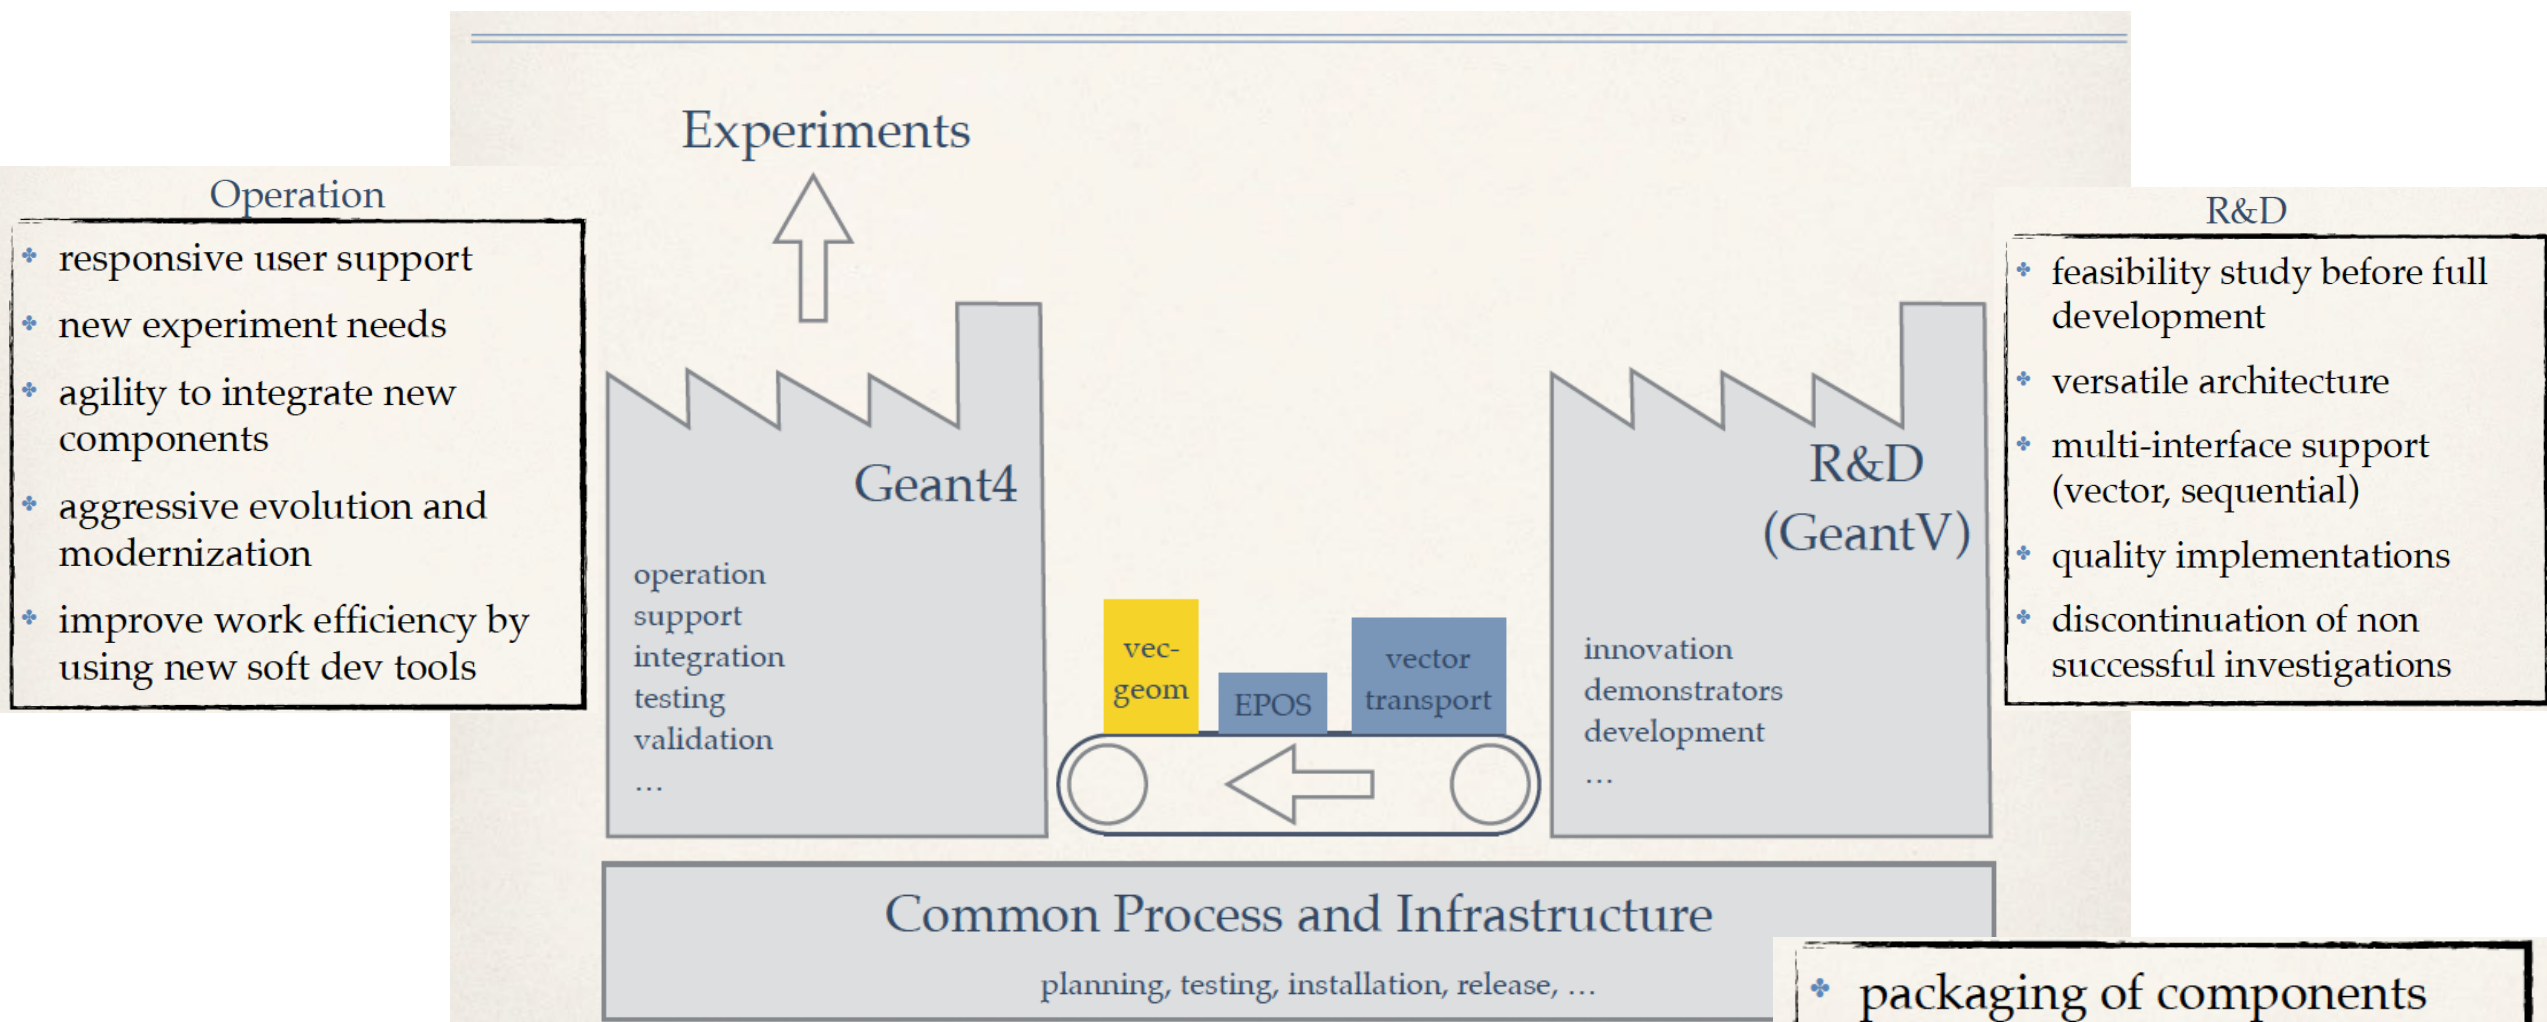 Experiments
Operation
responsive user support
new experiment needs
agility to integrate new
components
aggressive evolution and
modernization
improve work efficiency by
using new soft dev tools
Geant4
operation
support
integration
testing
validation
...
vec-
geom
EPOS
vector
transport
R&D
(GeantV)
innovation
demonstrators
development
...
R&D
feasibility study before full
development
versatile architecture
multi-interface support
(vector, sequential)
quality implementations
discontinuation of non
successful investigations
Common Process and Infrastructure
planning, testing, installation, release, ...
packaging of components